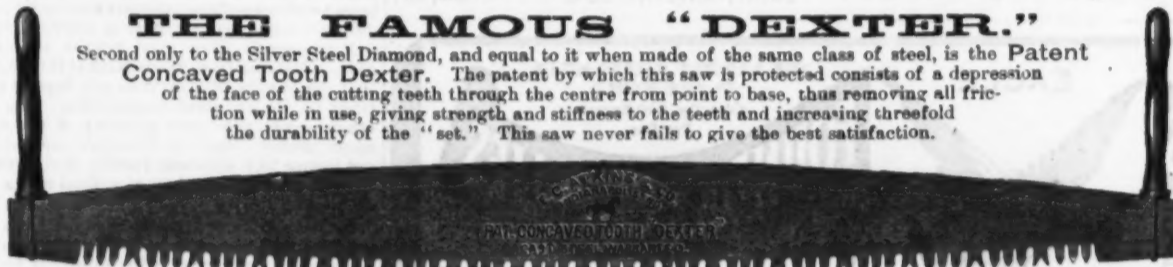 THE FAMOUS "DEXTER."
Second only to the Silver Steel Diamond, and equal to it when made of the same class of steel, is the Patent
Concaved Tooth Dexter. The patent by which this saw is protected consists of a depression
of the face of the cutting teeth through the centre from point to base, thus removing all fric-
tion while in use, giving strength and stiffness to the teeth and increasing threefold
the durability of the "set." This saw never fails to give the best satisfaction.
E.C. ATKINS & CO.
INDIANAPOLIS
PAT. CONCAVED TOOTH DEXTER